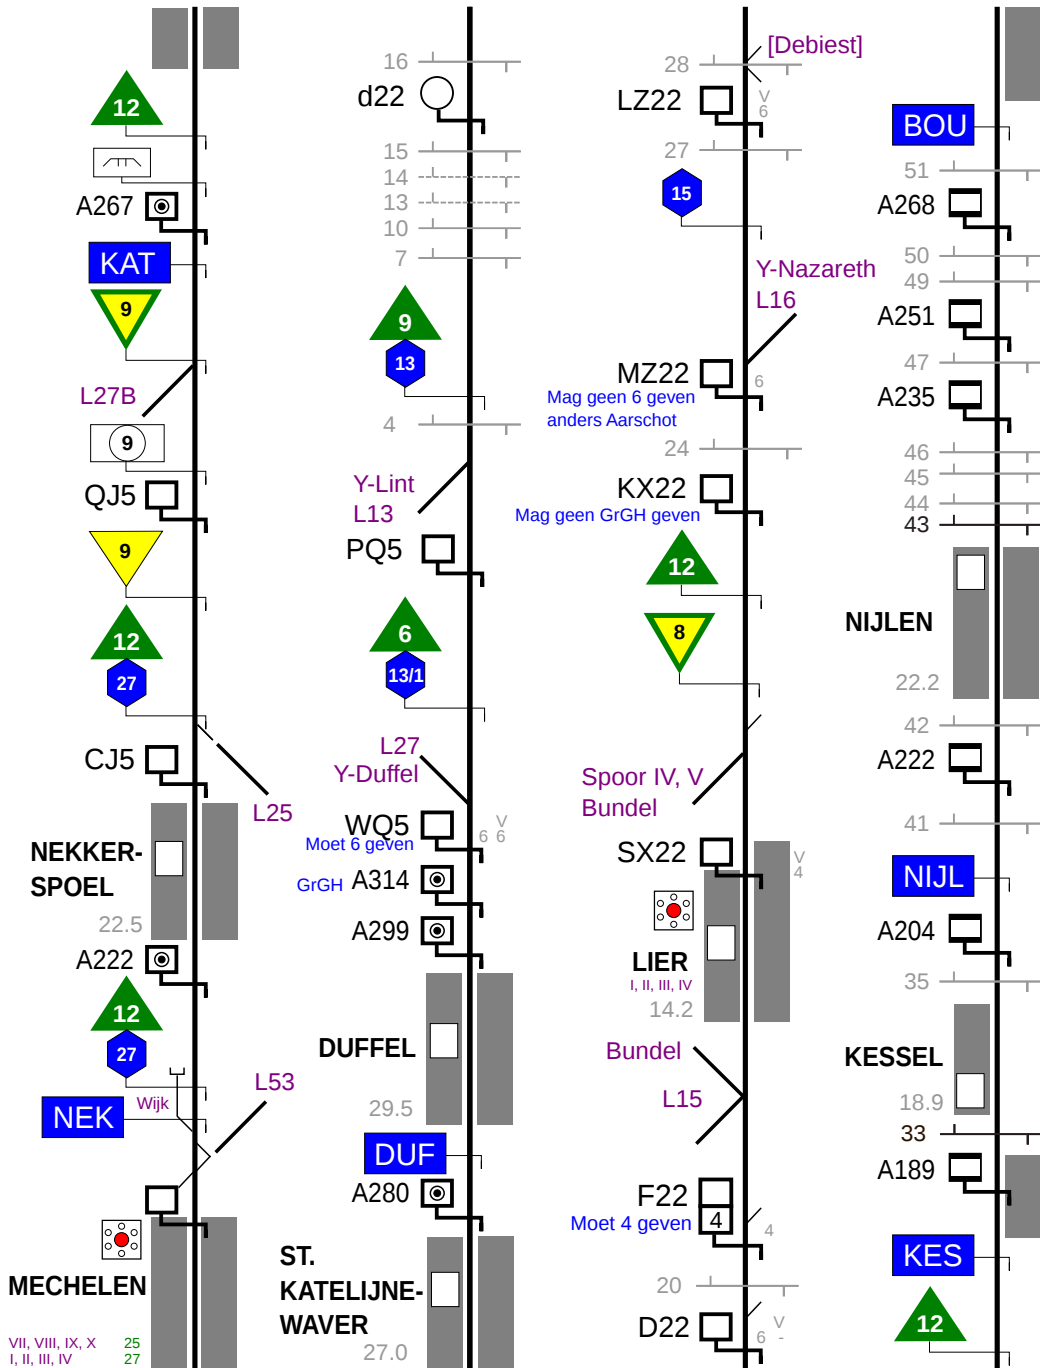 12
A267
KAT
9
L27B
9
QJ5
9
12
27
CJ5
L25
NEKKER-
SPOEL
22.5
A222
12
27
L53
Wijk
NEK
MECHELEN
VII, VIII, IX, X 25
I, II, III, IV 27
16
d22
15
14
13
10
7
9
13
4
Y-Lint
L13
PQ5
6
13/1
L27
Y-Duffel
WQ5
Moet 6 geven
6 V
6
GrGH A314
A299
DUFFEL
29.5
DUF
A280
ST.
KATELIJNE-
WAVER
27.0
[Debiest]
28
LZ22
V
6
27
15
Y-Nazareth
L16
MZ22
6
Mag geen 6 geven
anders Aarschot
24
KX22
Mag geen GrGH geven
12
8
Spoor IV, V
Bundel
SX22
V
4
LIER
I, II, III, IV
14.2
Bundel
L15
F22
Moet 4 geven
4
4
20
D22
6 V
-
BOU
51
A268
50
49
A251
47
A235
46
45
44
43
NIJLEN
22.2
42
A222
41
NIJL
A204
35
KESSEL
18.9
33
A189
KES
12